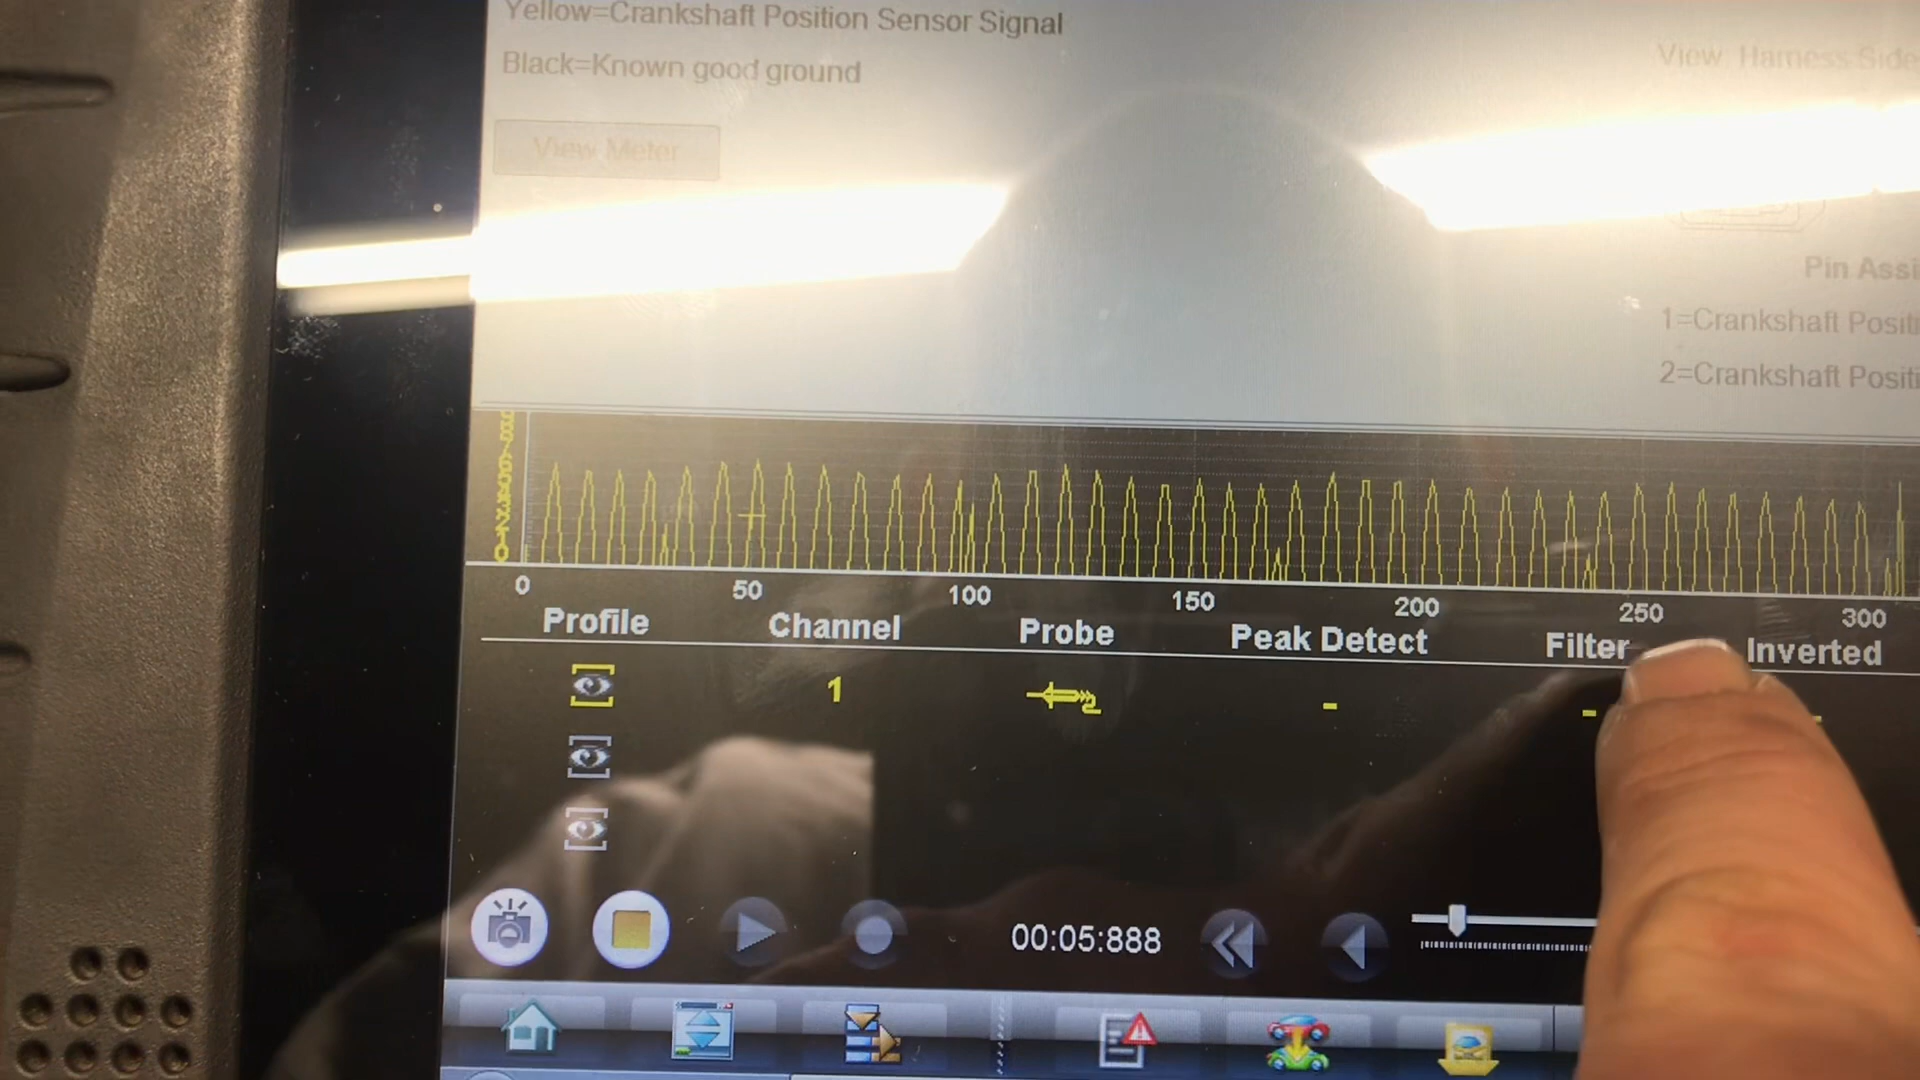 Yellow=Crankshaft Position Sensor Signal
Black=Known good ground
View: Harness Side
View Meter
Pin Assi
1=Crankshaft Positi
2=Crankshaft Positi
0 50 100 150 200 250 300
Profile Channel Probe Peak Detect Filter Inverted
1 - -
00:05:888